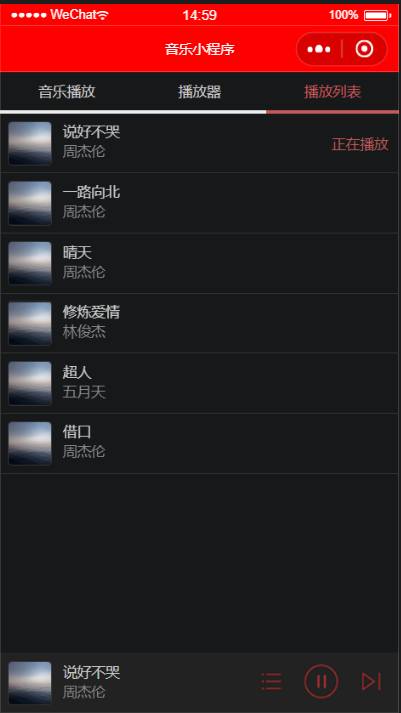 WeChat 14:59 100%
音乐小程序
音乐播放 播放器 播放列表
说好不哭
周杰伦 正在播放
一路向北
周杰伦
晴天
周杰伦
修炼爱情
林俊杰
超人
五月天
借口
周杰伦
说好不哭
周杰伦